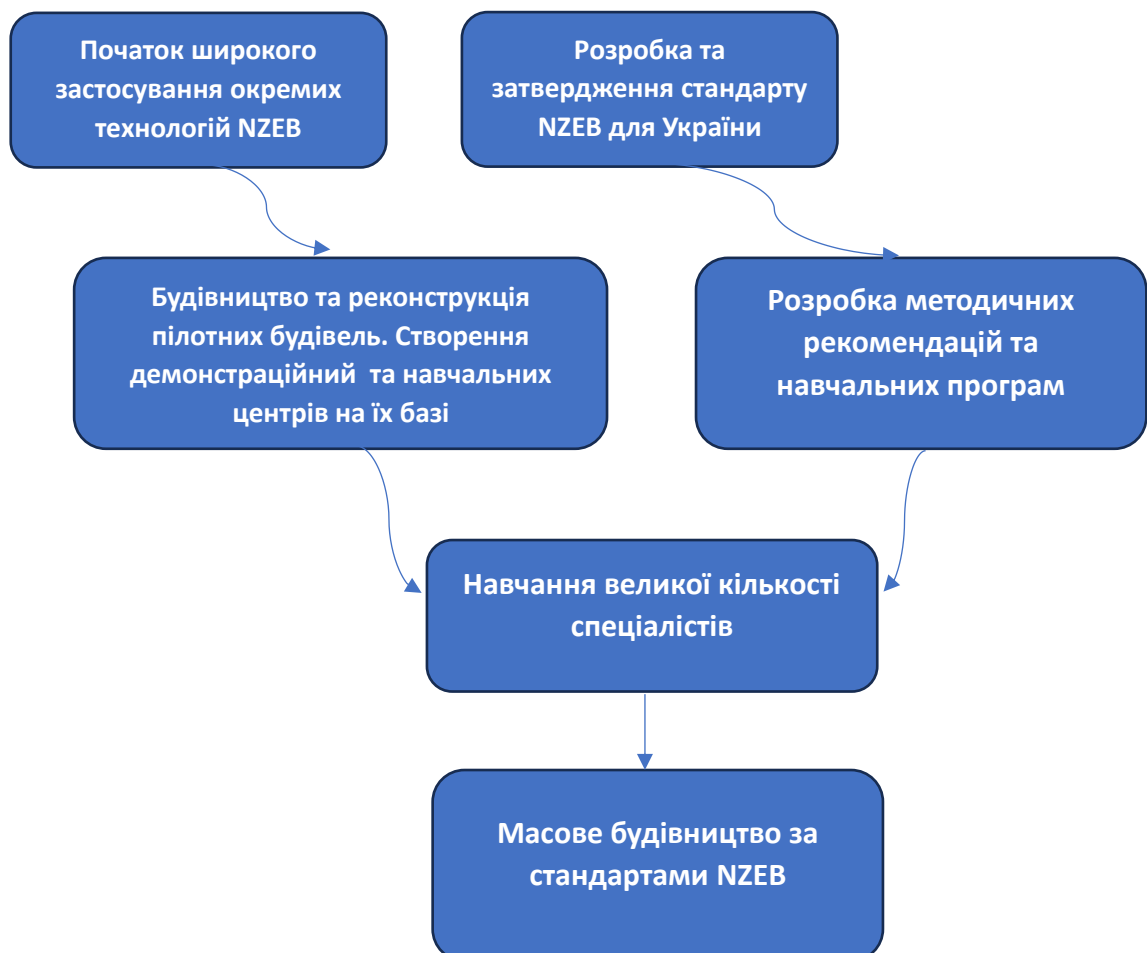 Початок широкого
застосування окремих
технологій NZEB
Розробка та
затвердження стандарту
NZEB для України
Будівництво та реконструкція
пілотних будівель. Створення
демонстраційний та навчальних
центрів на їх базі
Розробка методичних
рекомендацій та
навчальних програм
Навчання великої кількості
спеціалістів
Масове будівництво за
стандартами NZEB